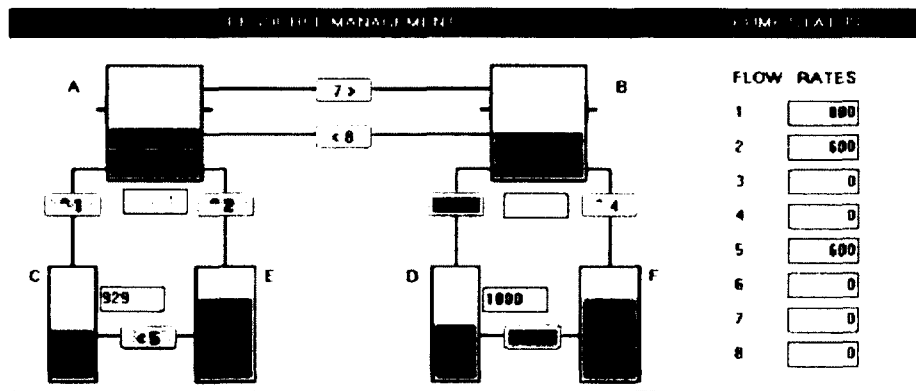 MANAGEMENT
FLOW RATES
A
B
7 >
< 8
1 800
2 600
3 0
4 0
5 600
6 0
7 0
8 0
^ 1
^ 2
^ 4
C
E
D
F
929
1000
< 5